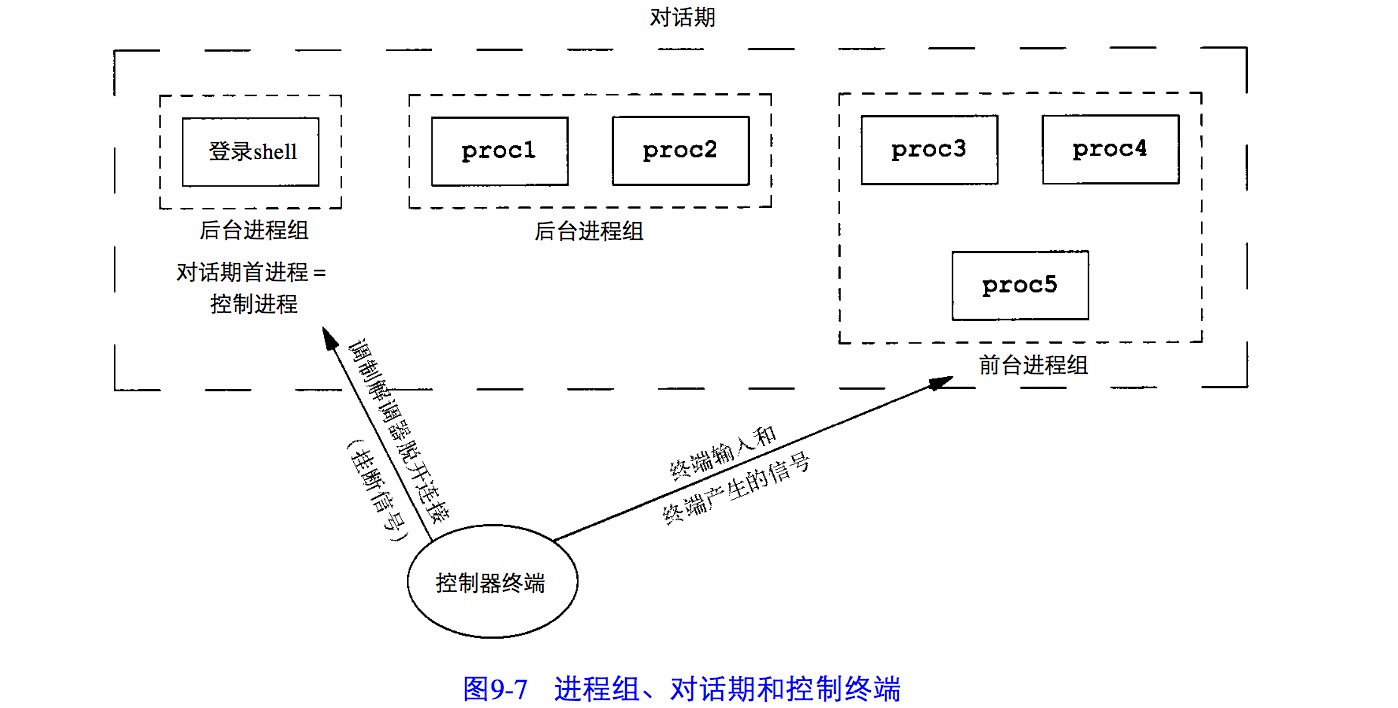 对话期
登录shell
proc1
proc2
proc3
proc4
proc5
后台进程组
后台进程组
对话期首进程 =
控制进程
前台进程组
调制解调器脱开连接
（挂断信号）
终端输入和
终端产生的信号
控制器终端
图9-7 进程组、对话期和控制终端